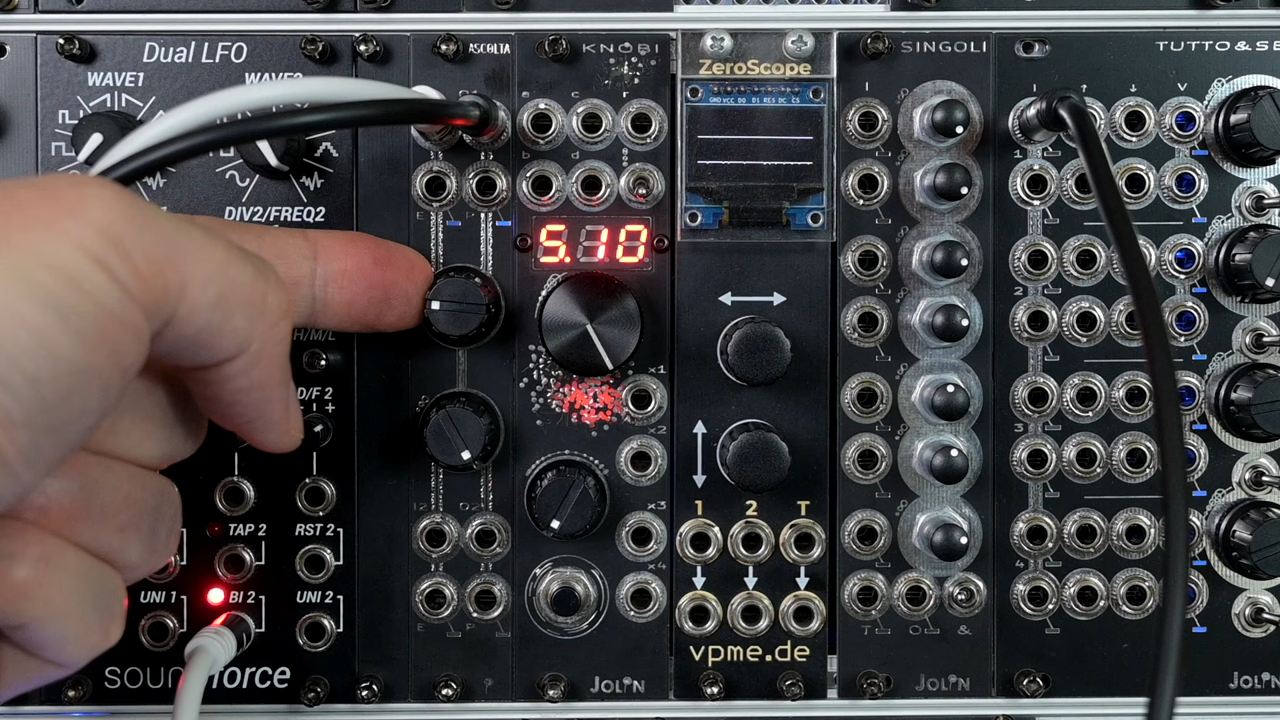 Dual LFO
ASCOLTA
KNOBI
ZeroScope
SINGOLI
TUTTO&SE
WAVE1
WAVE2
GND VCC D0 D1 RES DC CS
DIV2/FREQ2
5.10
H/M/L
D/F 2
- I +
x1
x2
x3
x4
1 2 T
TAP 2
RST 2
UNI 1
BI 2
UNI 2
T O &
soundforce
JOLIN
vpme.de
JOLIN
JOLIN